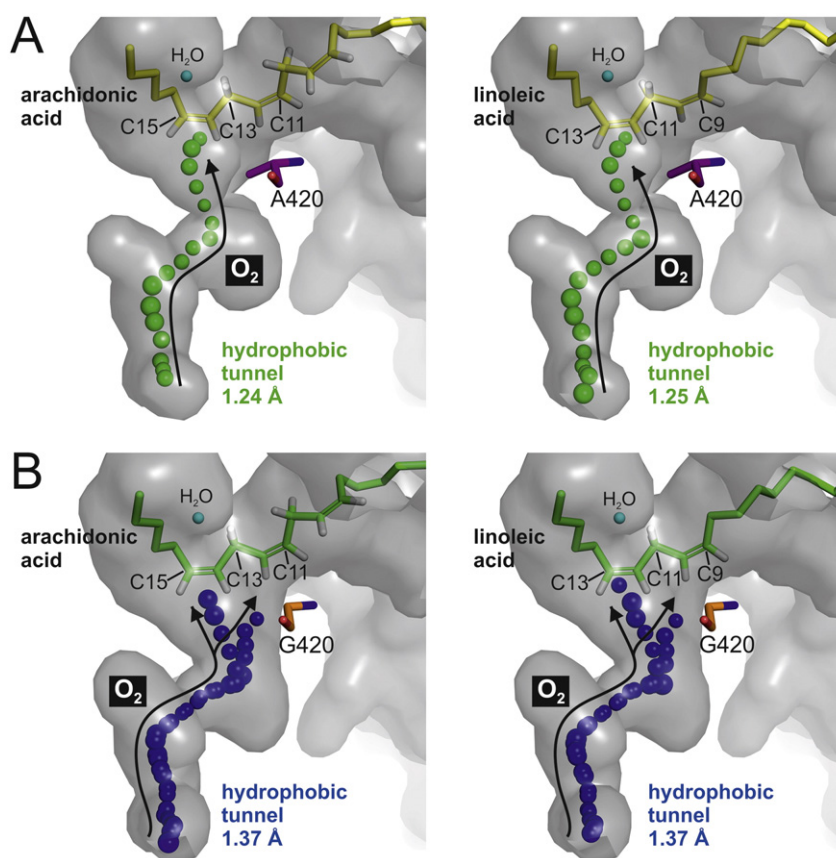 A
H₂O
arachidonic
acid
C15
C13
C11
A420
O₂
hydrophobic
tunnel
1.24 Å
H₂O
linoleic
acid
C13
C11
C9
A420
O₂
hydrophobic
tunnel
1.25 Å
B
H₂O
arachidonic
acid
C15
C13
C11
G420
O₂
hydrophobic
tunnel
1.37 Å
H₂O
linoleic
acid
C13
C11
C9
G420
O₂
hydrophobic
tunnel
1.37 Å